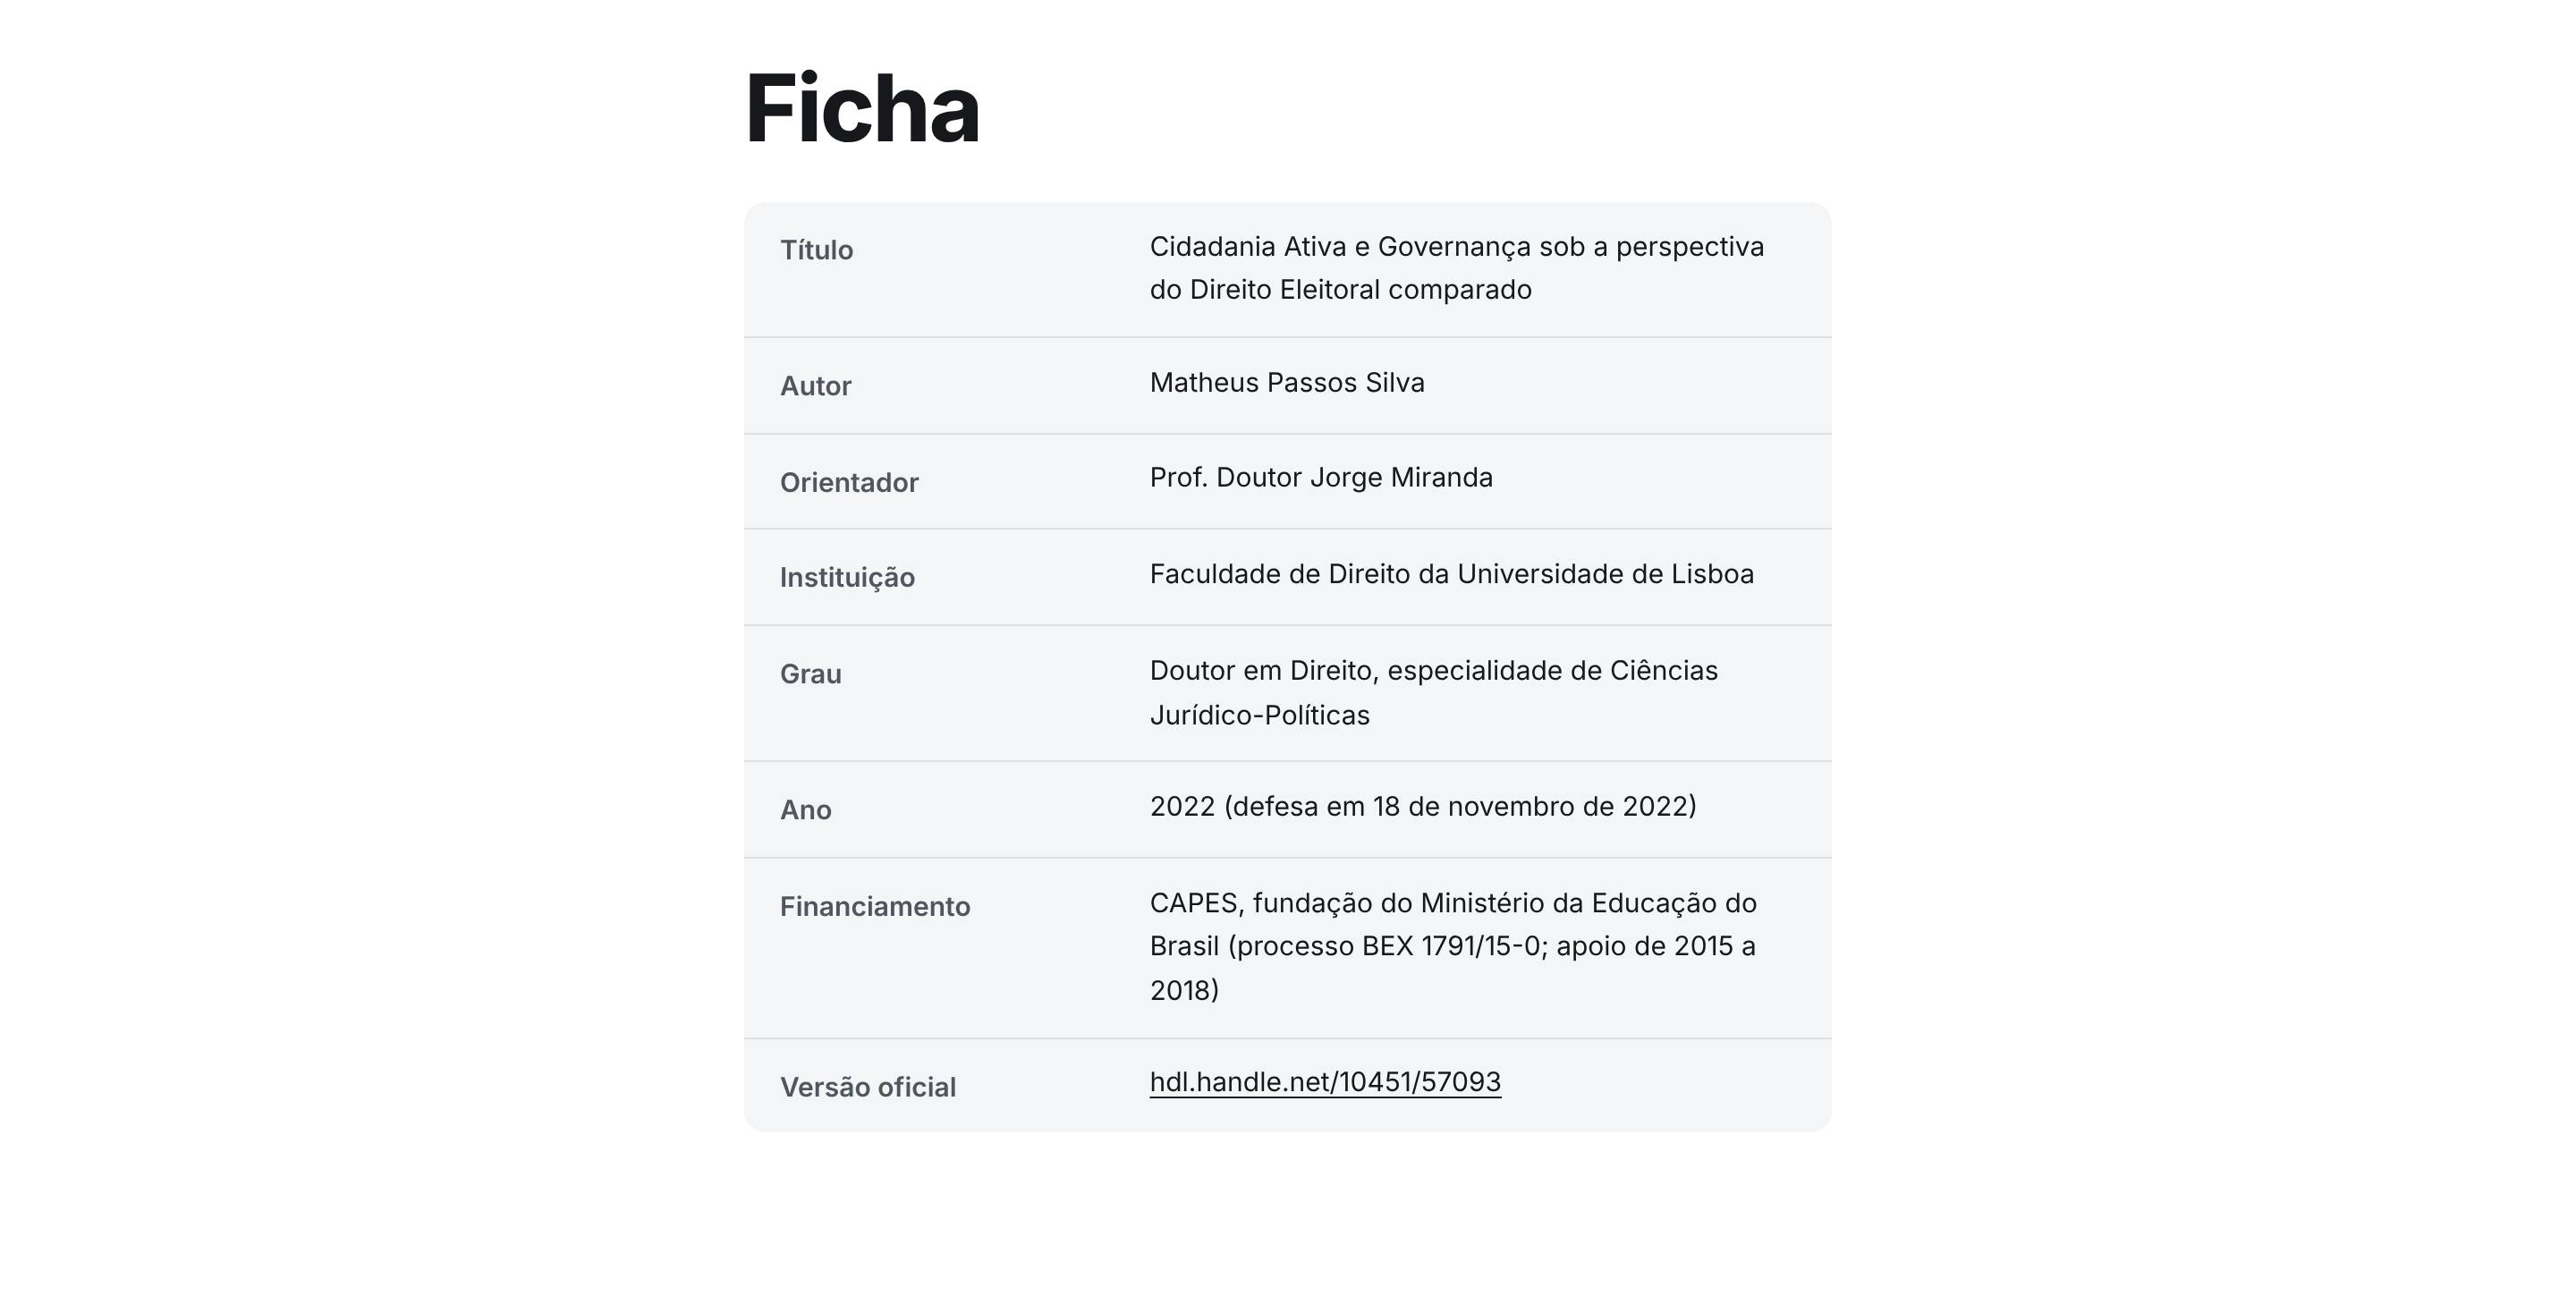 Ficha
Título
Cidadania Ativa e Governança sob a perspectiva
do Direito Eleitoral comparado
Autor
Matheus Passos Silva
Orientador
Prof. Doutor Jorge Miranda
Instituição
Faculdade de Direito da Universidade de Lisboa
Grau
Doutor em Direito, especialidade de Ciências
Jurídico-Políticas
Ano
2022 (defesa em 18 de novembro de 2022)
Financiamento
CAPES, fundação do Ministério da Educação do
Brasil (processo BEX 1791/15-0; apoio de 2015 a
2018)
Versão oficial
hdl.handle.net/10451/57093